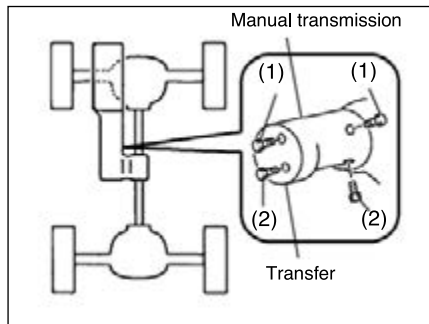 Manual transmission
(1)
(1)
(2)
(2)
Transfer